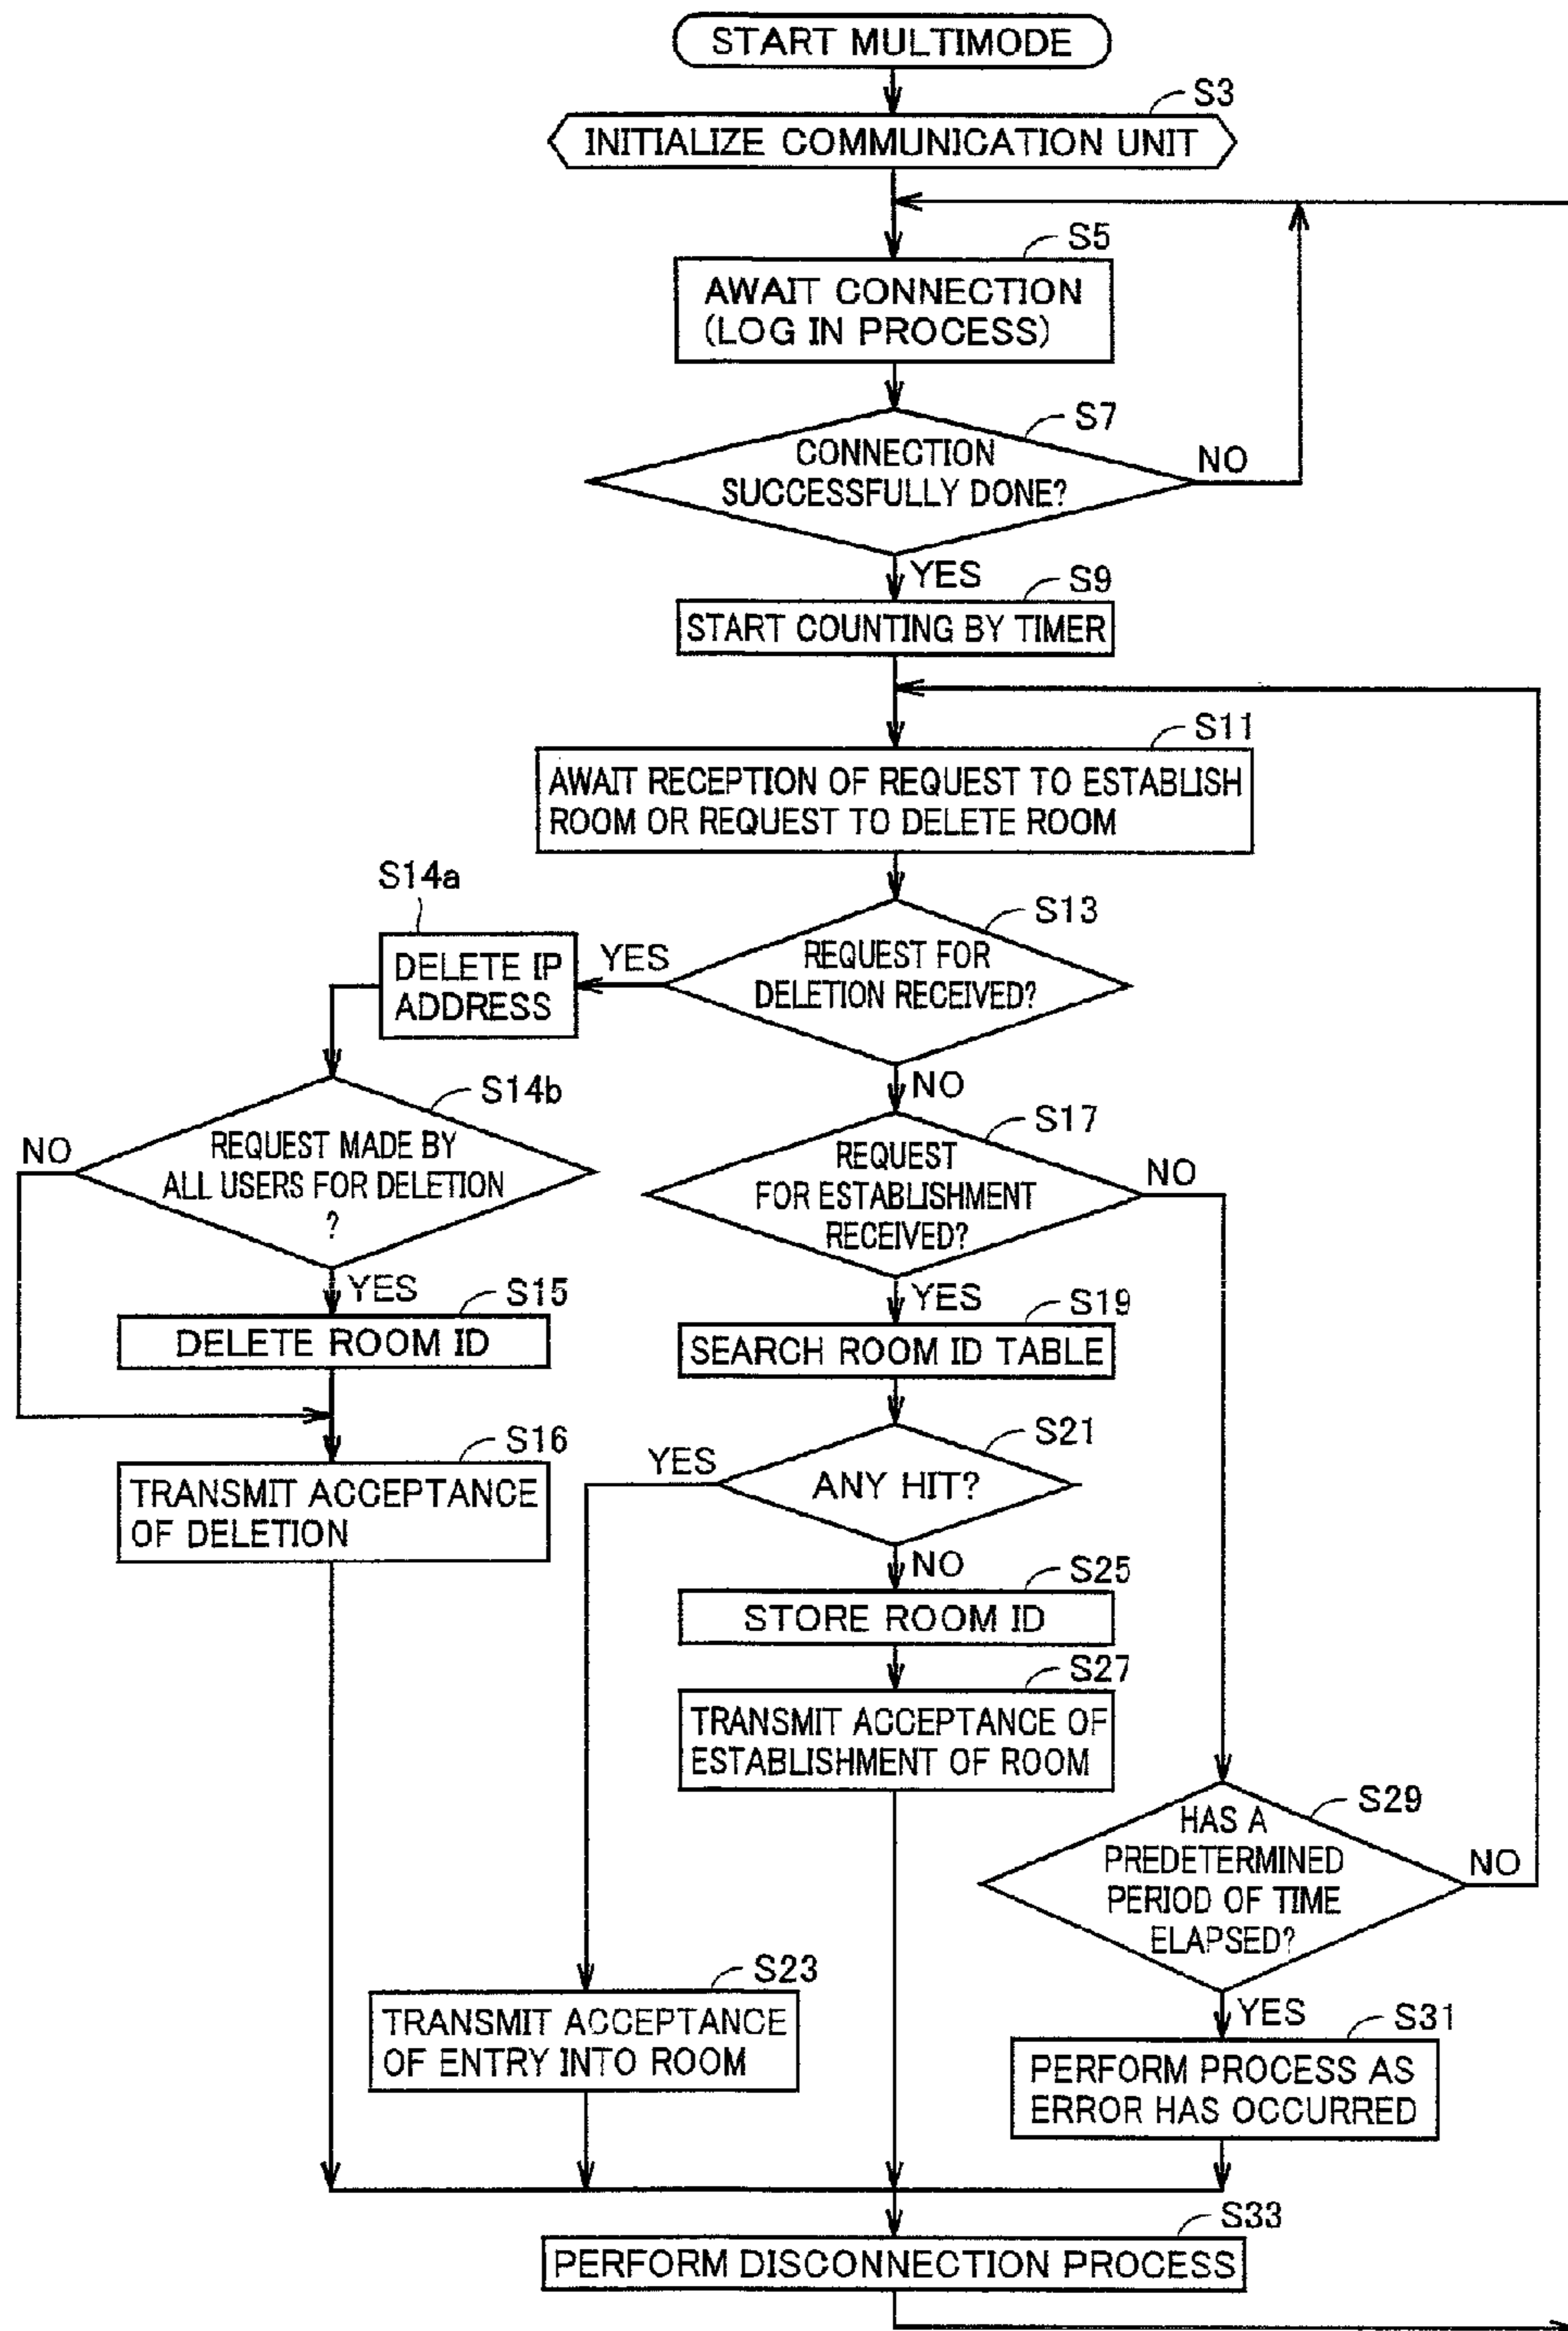 START MULTIMODE
S3
INITIALIZE COMMUNICATION UNIT
S5
AWAIT CONNECTION
(LOG IN PROCESS)
S7
CONNECTION
SUCCESSFULLY DONE?
NO
YES
S9
START COUNTING BY TIMER
S11
AWAIT RECEPTION OF REQUEST TO ESTABLISH
ROOM OR REQUEST TO DELETE ROOM
S13
REQUEST FOR
DELETION RECEIVED?
YES
S14a
DELETE IP
ADDRESS
NO
S14b
REQUEST MADE BY
ALL USERS FOR DELETION
?
NO
YES
S15
DELETE ROOM ID
S16
TRANSMIT ACCEPTANCE
OF DELETION
S17
REQUEST
FOR ESTABLISHMENT
RECEIVED?
NO
YES
S19
SEARCH ROOM ID TABLE
S21
ANY HIT?
YES
NO
S25
STORE ROOM ID
S27
TRANSMIT ACCEPTANCE OF
ESTABLISHMENT OF ROOM
S29
HAS A
PREDETERMINED
PERIOD OF TIME
ELAPSED?
NO
YES
S23
TRANSMIT ACCEPTANCE
OF ENTRY INTO ROOM
S31
PERFORM PROCESS AS
ERROR HAS OCCURRED
S33
PERFORM DISCONNECTION PROCESS